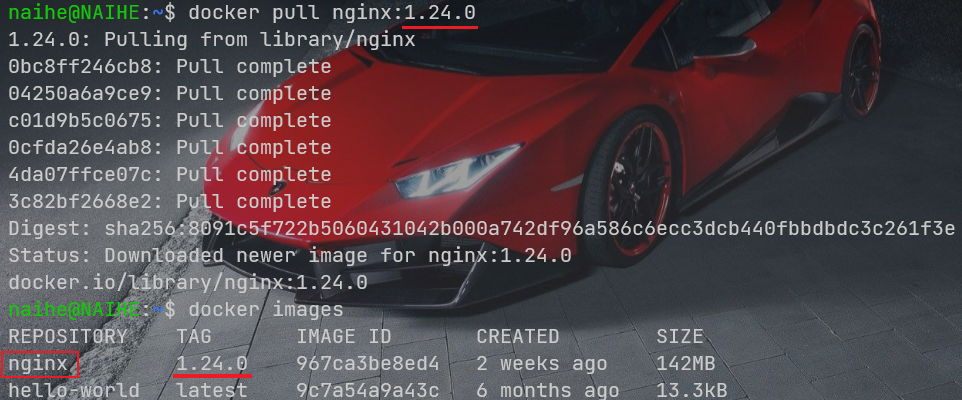 naihe@NAIHE:~$ docker pull nginx:1.24.0
1.24.0: Pulling from library/nginx
0bc8ff246cb8: Pull complete
04250a6a9ce9: Pull complete
c01d9b5c0675: Pull complete
0cfda26e4ab8: Pull complete
4da07ffce07c: Pull complete
3c82bf2668e2: Pull complete
Digest: sha256:8091c5f722b5060431042b000a742df96a586c6ecc3dcb440fbbdbdc3c261f3e
Status: Downloaded newer image for nginx:1.24.0
docker.io/library/nginx:1.24.0
naihe@NAIHE:~$ docker images
REPOSITORY TAG IMAGE ID CREATED SIZE
nginx 1.24.0 967ca3be8ed4 2 weeks ago 142MB
hello-world latest 9c7a54a9a43c 6 months ago 13.3kB